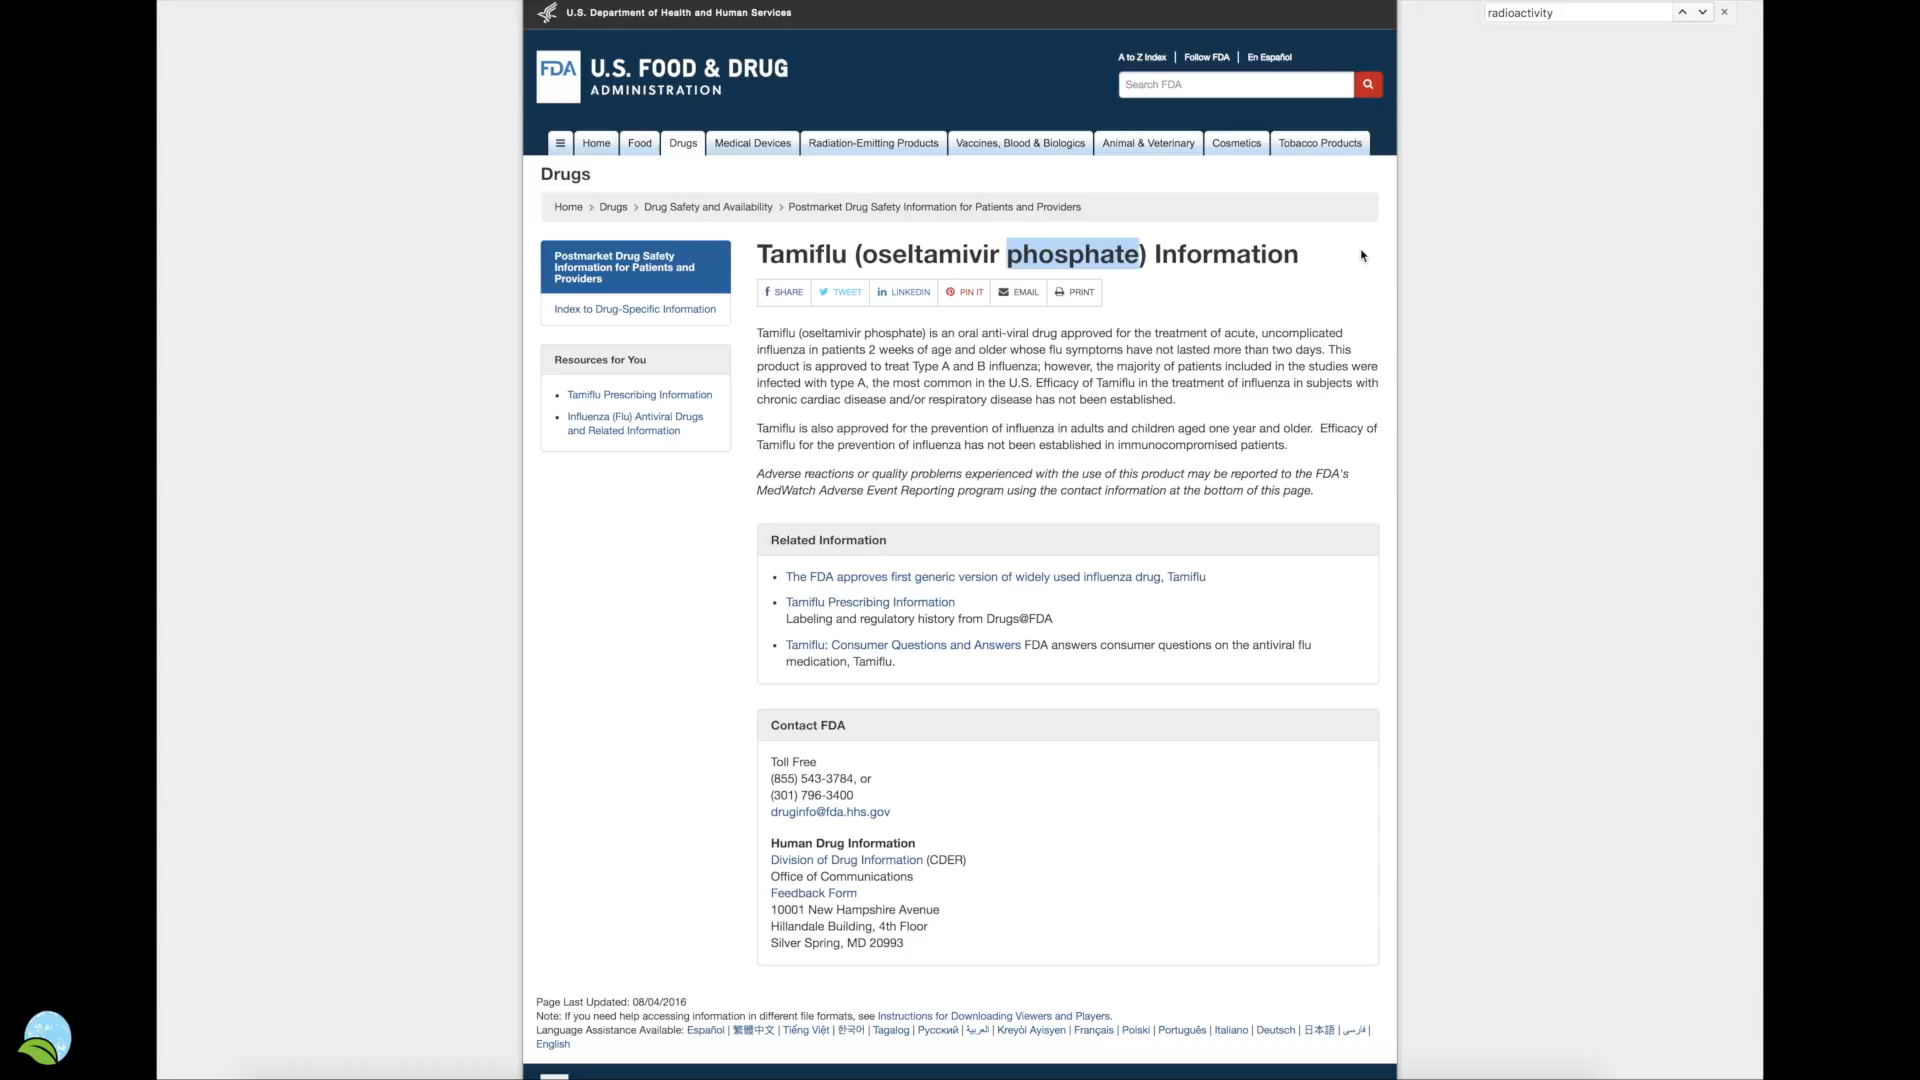 U.S. Department of Health and Human Services
radioactivity
FDA
U.S. FOOD & DRUG
ADMINISTRATION
A to Z Index | Follow FDA | En Español
Search FDA
Home Food Drugs Medical Devices Radiation-Emitting Products Vaccines, Blood & Biologics Animal & Veterinary Cosmetics Tobacco Products
Drugs
Home > Drugs > Drug Safety and Availability > Postmarket Drug Safety Information for Patients and Providers
Postmarket Drug Safety
Information for Patients and
Providers
Index to Drug-Specific Information
Resources for You
• Tamiflu Prescribing Information
• Influenza (Flu) Antiviral Drugs
and Related Information
Tamiflu (oseltamivir phosphate) Information
SHARE TWEET LINKEDIN PIN IT EMAIL PRINT
Tamiflu (oseltamivir phosphate) is an oral anti-viral drug approved for the treatment of acute, uncomplicated
influenza in patients 2 weeks of age and older whose flu symptoms have not lasted more than two days. This
product is approved to treat Type A and B influenza; however, the majority of patients included in the studies were
infected with type A, the most common in the U.S. Efficacy of Tamiflu in the treatment of influenza in subjects with
chronic cardiac disease and/or respiratory disease has not been established.
Tamiflu is also approved for the prevention of influenza in adults and children aged one year and older. Efficacy of
Tamiflu for the prevention of influenza has not been established in immunocompromised patients.
Adverse reactions or quality problems experienced with the use of this product may be reported to the FDA's
MedWatch Adverse Event Reporting program using the contact information at the bottom of this page.
Related Information
• The FDA approves first generic version of widely used influenza drug, Tamiflu
• Tamiflu Prescribing Information
Labeling and regulatory history from Drugs@FDA
• Tamiflu: Consumer Questions and Answers FDA answers consumer questions on the antiviral flu
medication, Tamiflu.
Contact FDA
Toll Free
(855) 543-3784, or
(301) 796-3400
druginfo@fda.hhs.gov
Human Drug Information
Division of Drug Information (CDER)
Office of Communications
Feedback Form
10001 New Hampshire Avenue
Hillandale Building, 4th Floor
Silver Spring, MD 20993
Page Last Updated: 08/04/2016
Note: If you need help accessing information in different file formats, see Instructions for Downloading Viewers and Players.
Language Assistance Available: Español | 繁體中文 | Tiếng Việt | 한국어 | Tagalog | Русский | العربية | Kreyòl Ayisyen | Français | Polski | Português | Italiano | Deutsch | 日本語 | فارسی |
English